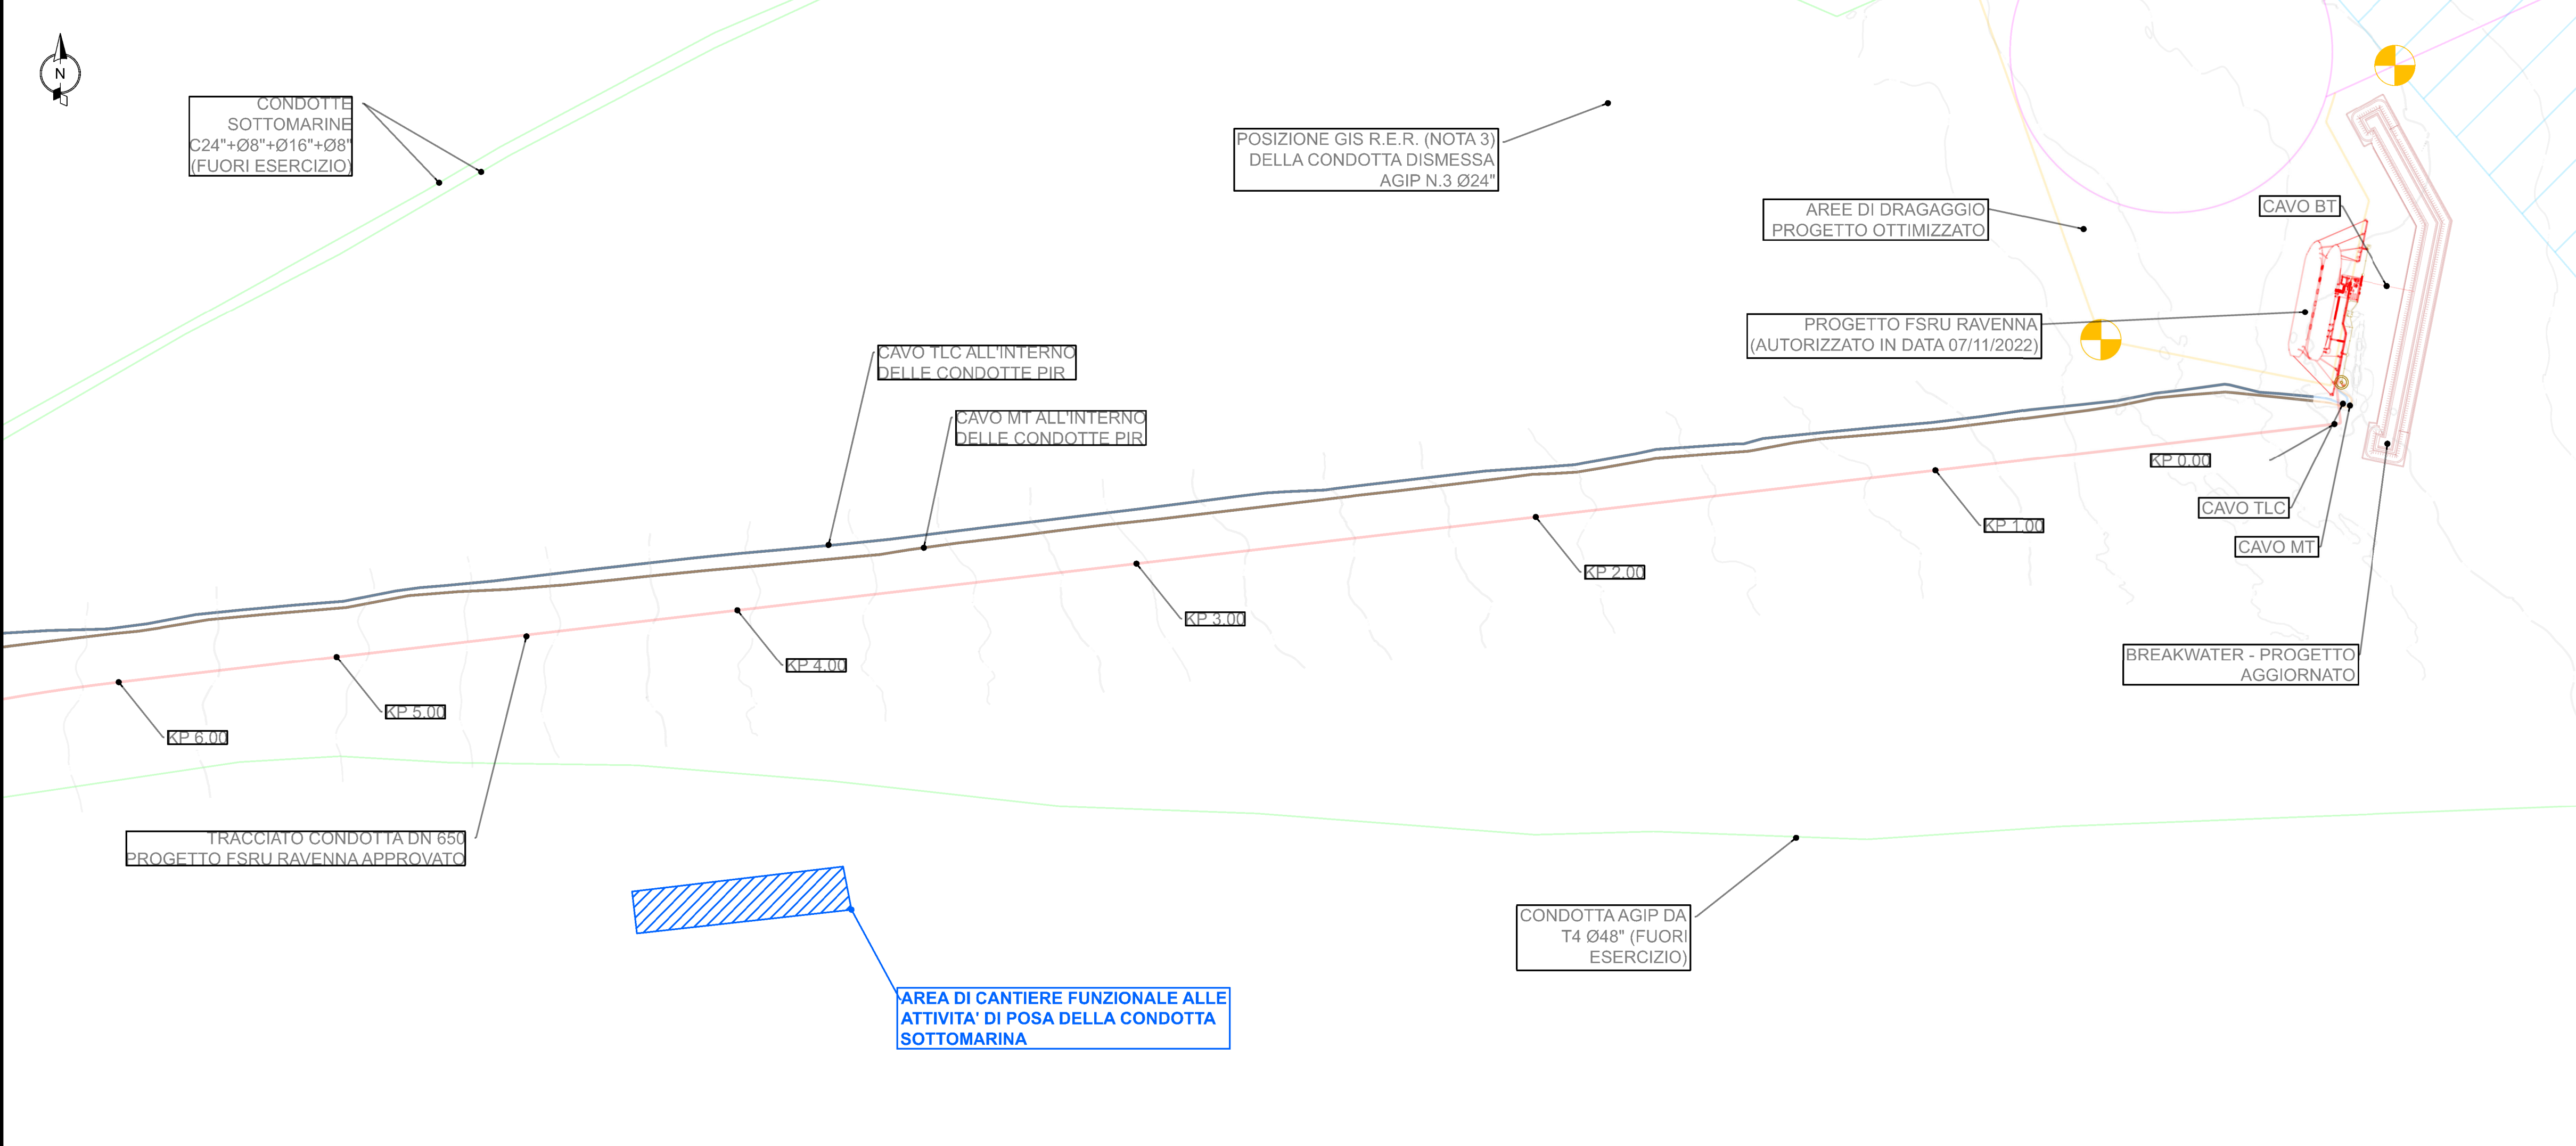 N
CONDOTTE
SOTTOMARINE
C24"+Ø8"+Ø16"+Ø8"
(FUORI ESERCIZIO)
POSIZIONE GIS R.E.R. (NOTA 3)
DELLA CONDOTTA DISMESSA
AGIP N.3 Ø24"
AREE DI DRAGAGGIO
PROGETTO OTTIMIZZATO
CAVO BT
PROGETTO FSRU RAVENNA
(AUTORIZZATO IN DATA 07/11/2022)
CAVO TLC ALL'INTERNO
DELLE CONDOTTE PIR
CAVO MT ALL'INTERNO
DELLE CONDOTTE PIR
KP 0.00
CAVO TLC
KP 1.00
CAVO MT
KP 2.00
KP 3.00
KP 4.00
KP 5.00
KP 6.00
BREAKWATER - PROGETTO
AGGIORNATO
TRACCIATO CONDOTTA DN 650
PROGETTO FSRU RAVENNA APPROVATO
CONDOTTA AGIP DA
T4 Ø48" (FUORI
ESERCIZIO)
AREA DI CANTIERE FUNZIONALE ALLE
ATTIVITA' DI POSA DELLA CONDOTTA
SOTTOMARINA